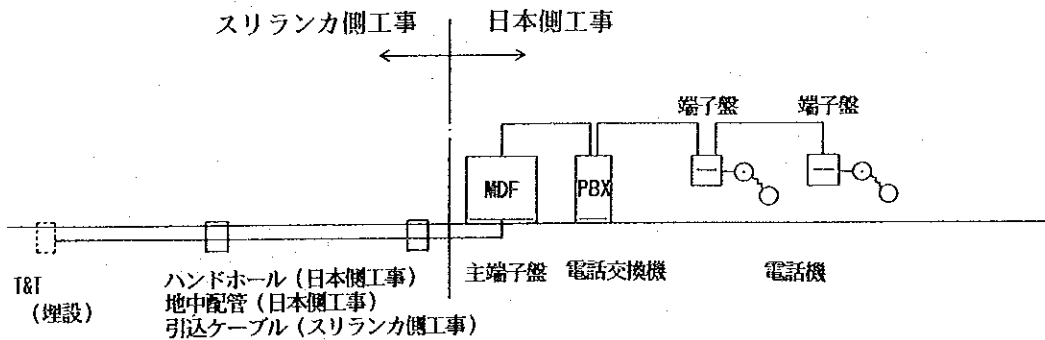 スリランカ側工事 日本側工事
端子盤 端子盤
MDF PBX
主端子盤 電話交換機 電話機
T&T
(埋設)
ハンドホール(日本側工事)
地中配管(日本側工事)
引込ケーブル(スリランカ側工事)